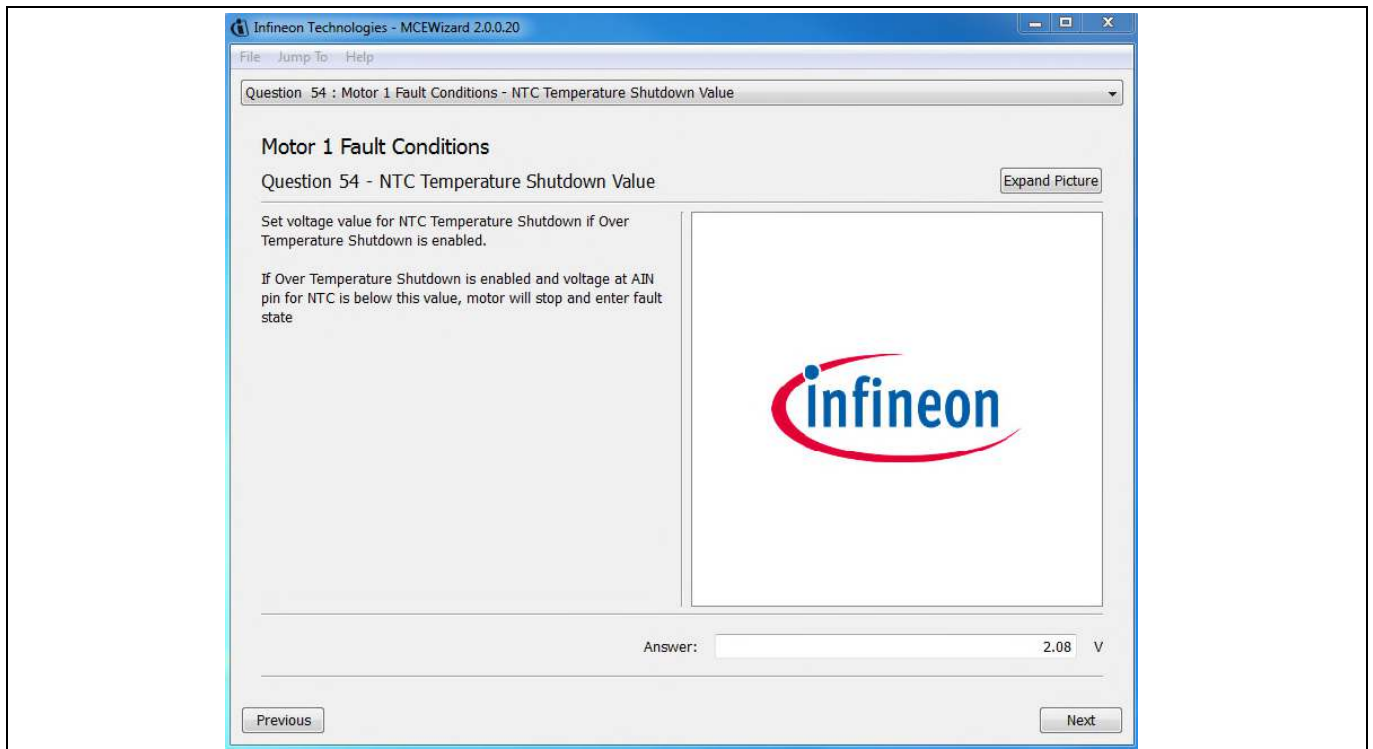 Infineon Technologies - MCEWizard 2.0.0.20
File Jump To Help
Question 54 : Motor 1 Fault Conditions - NTC Temperature Shutdown Value
Motor 1 Fault Conditions
Question 54 - NTC Temperature Shutdown Value
Expand Picture
Set voltage value for NTC Temperature Shutdown if Over
Temperature Shutdown is enabled.
If Over Temperature Shutdown is enabled and voltage at AIN
pin for NTC is below this value, motor will stop and enter fault
state
infineon
Answer: 2.08 V
Previous Next